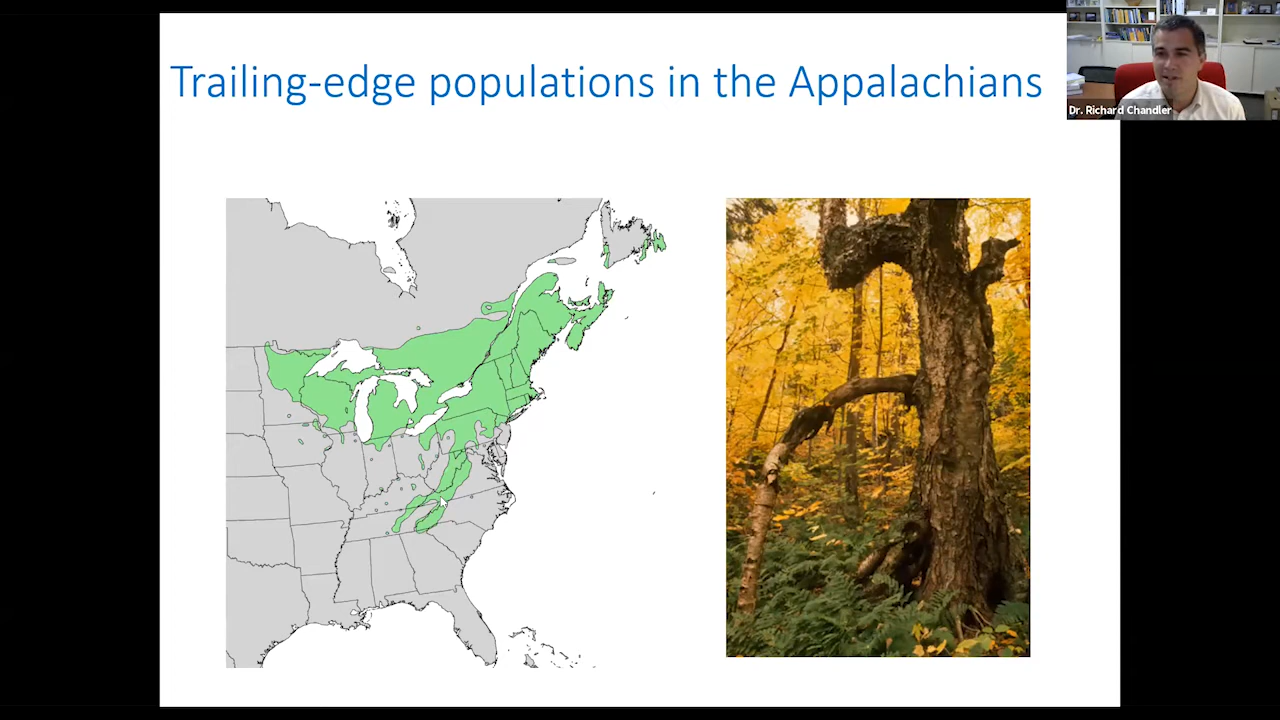 Trailing-edge populations in the Appalachians
Dr. Richard Chandler